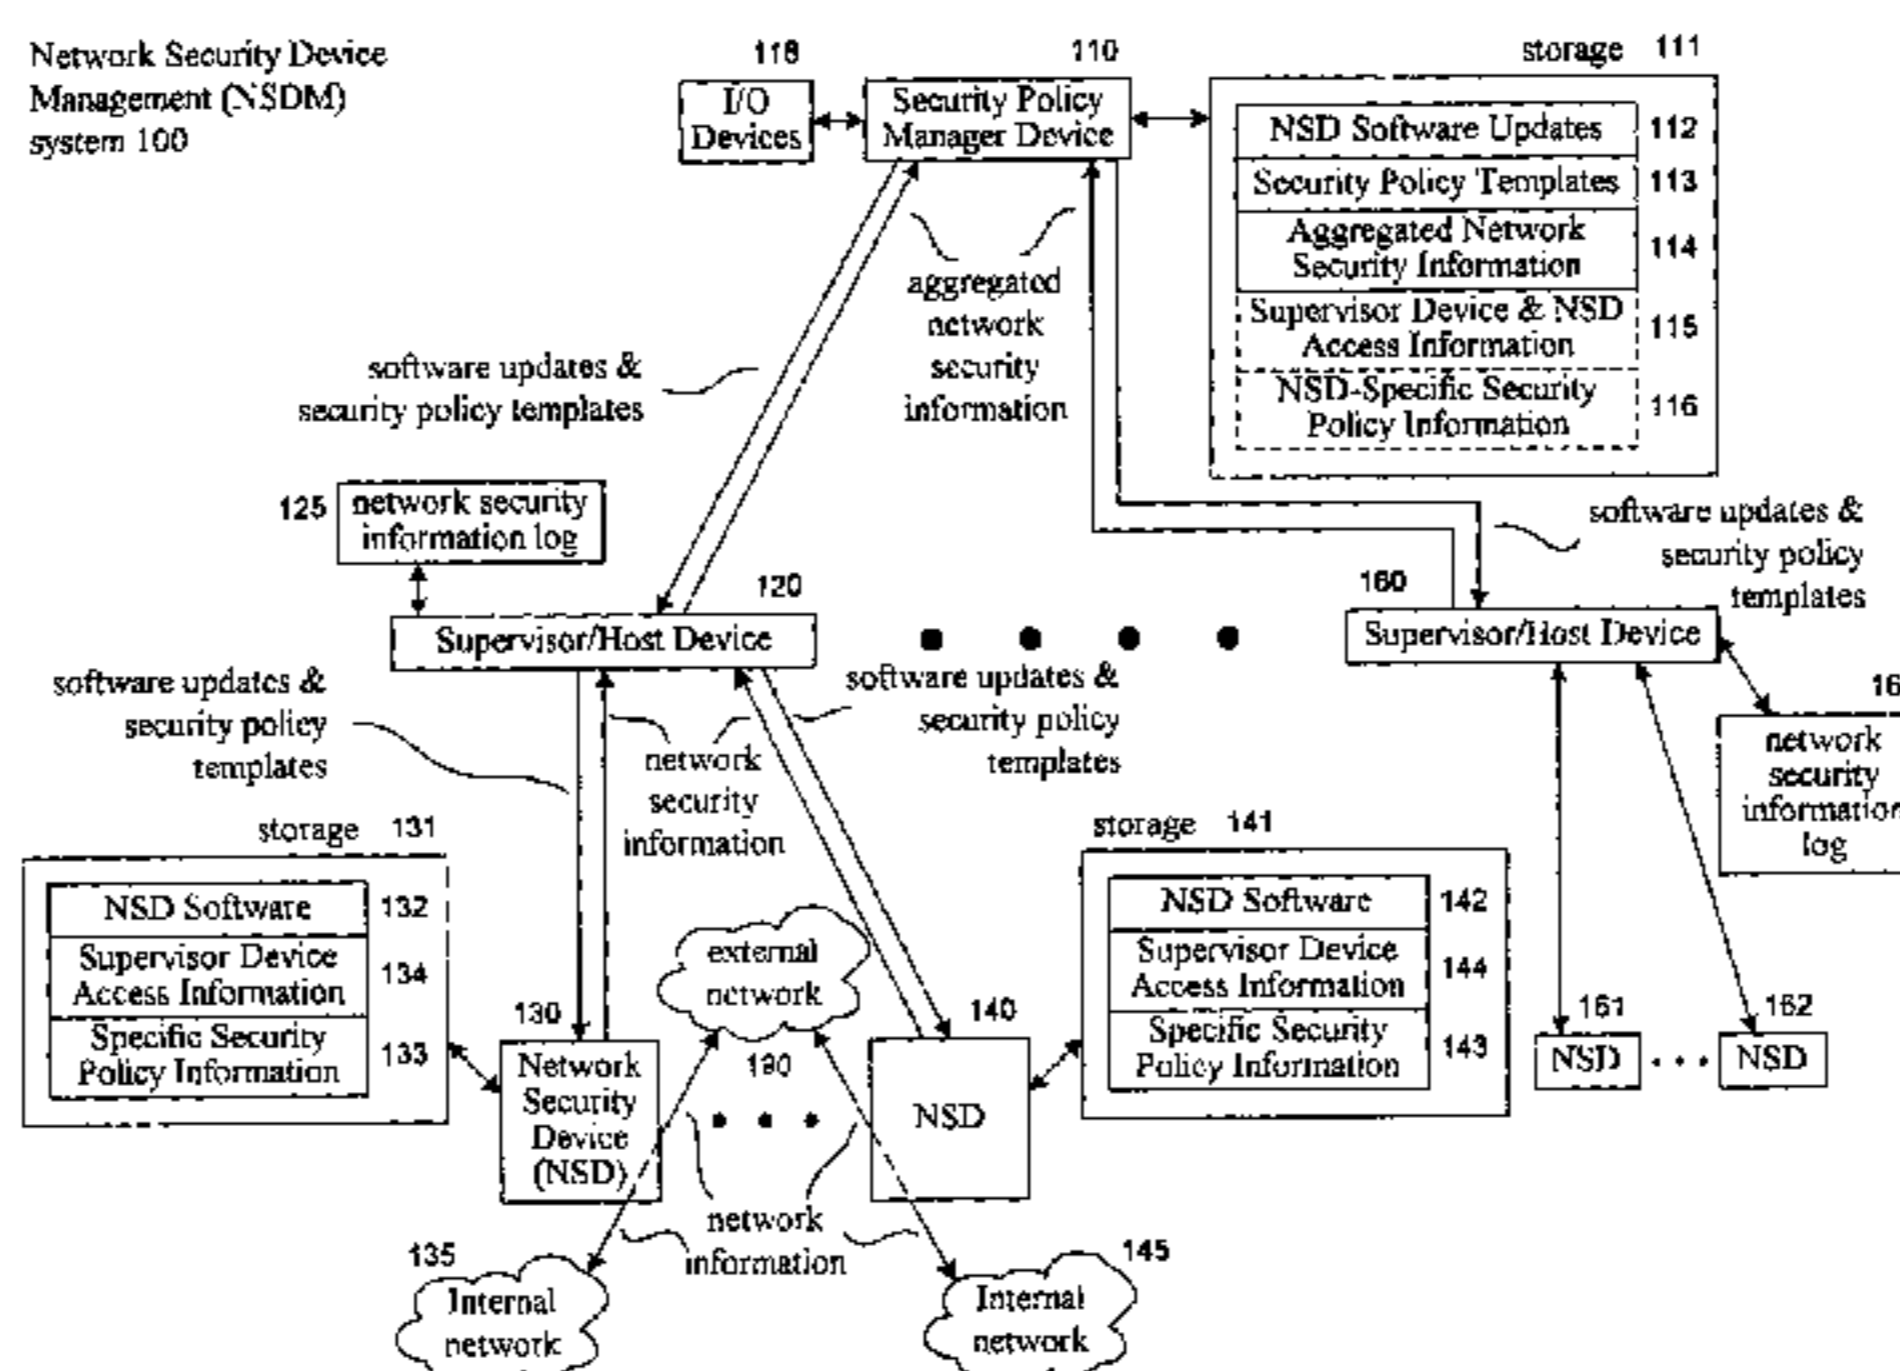 Network Security Device
Management (NSDM)
system 100
118
I/O
Devices
110
Security Policy
Manager Device
storage 111
NSD Software Updates 112
Security Policy Templates 113
Aggregated Network
Security Information
114
Supervisor Device & NSD
Access Information
115
NSD-Specific Security
Policy Information
116
aggregated
network
security
information
software updates &
security policy templates
125
network security
information log
120
Supervisor/Host Device
software updates &
security policy
templates
160
Supervisor/Host Device
software updates &
security policy
templates
network
security
information
software updates &
security policy
templates
network
security
information
log
storage 131
NSD Software 132
Supervisor Device
Access Information
134
Specific Security
Policy Information
133
130
Network
Security
Device
(NSD)
external
network
190
140
NSD
storage 141
NSD Software 142
Supervisor Device
Access Information
144
Specific Security
Policy Information
143
161
NSD
162
NSD
network
information
135
Internal
network
145
Internal
network